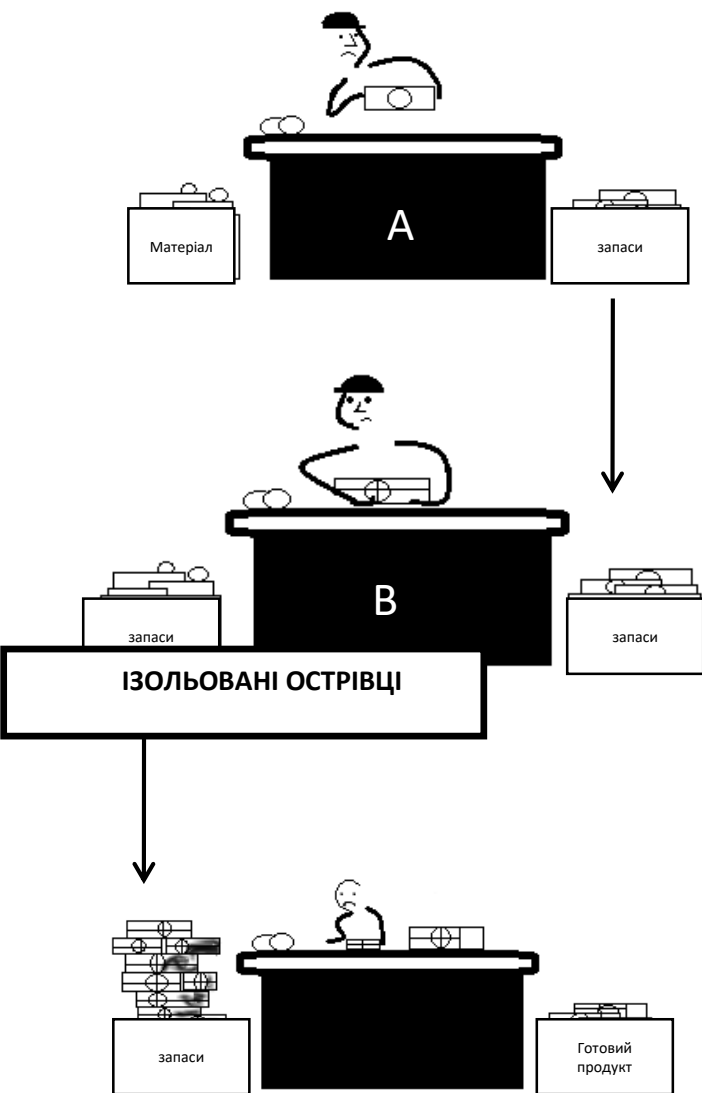 A
Матеріал
запаси
B
запаси
запаси
ІЗОЛЬОВАНІ ОСТРІВЦІ
запаси
Готовий
продукт